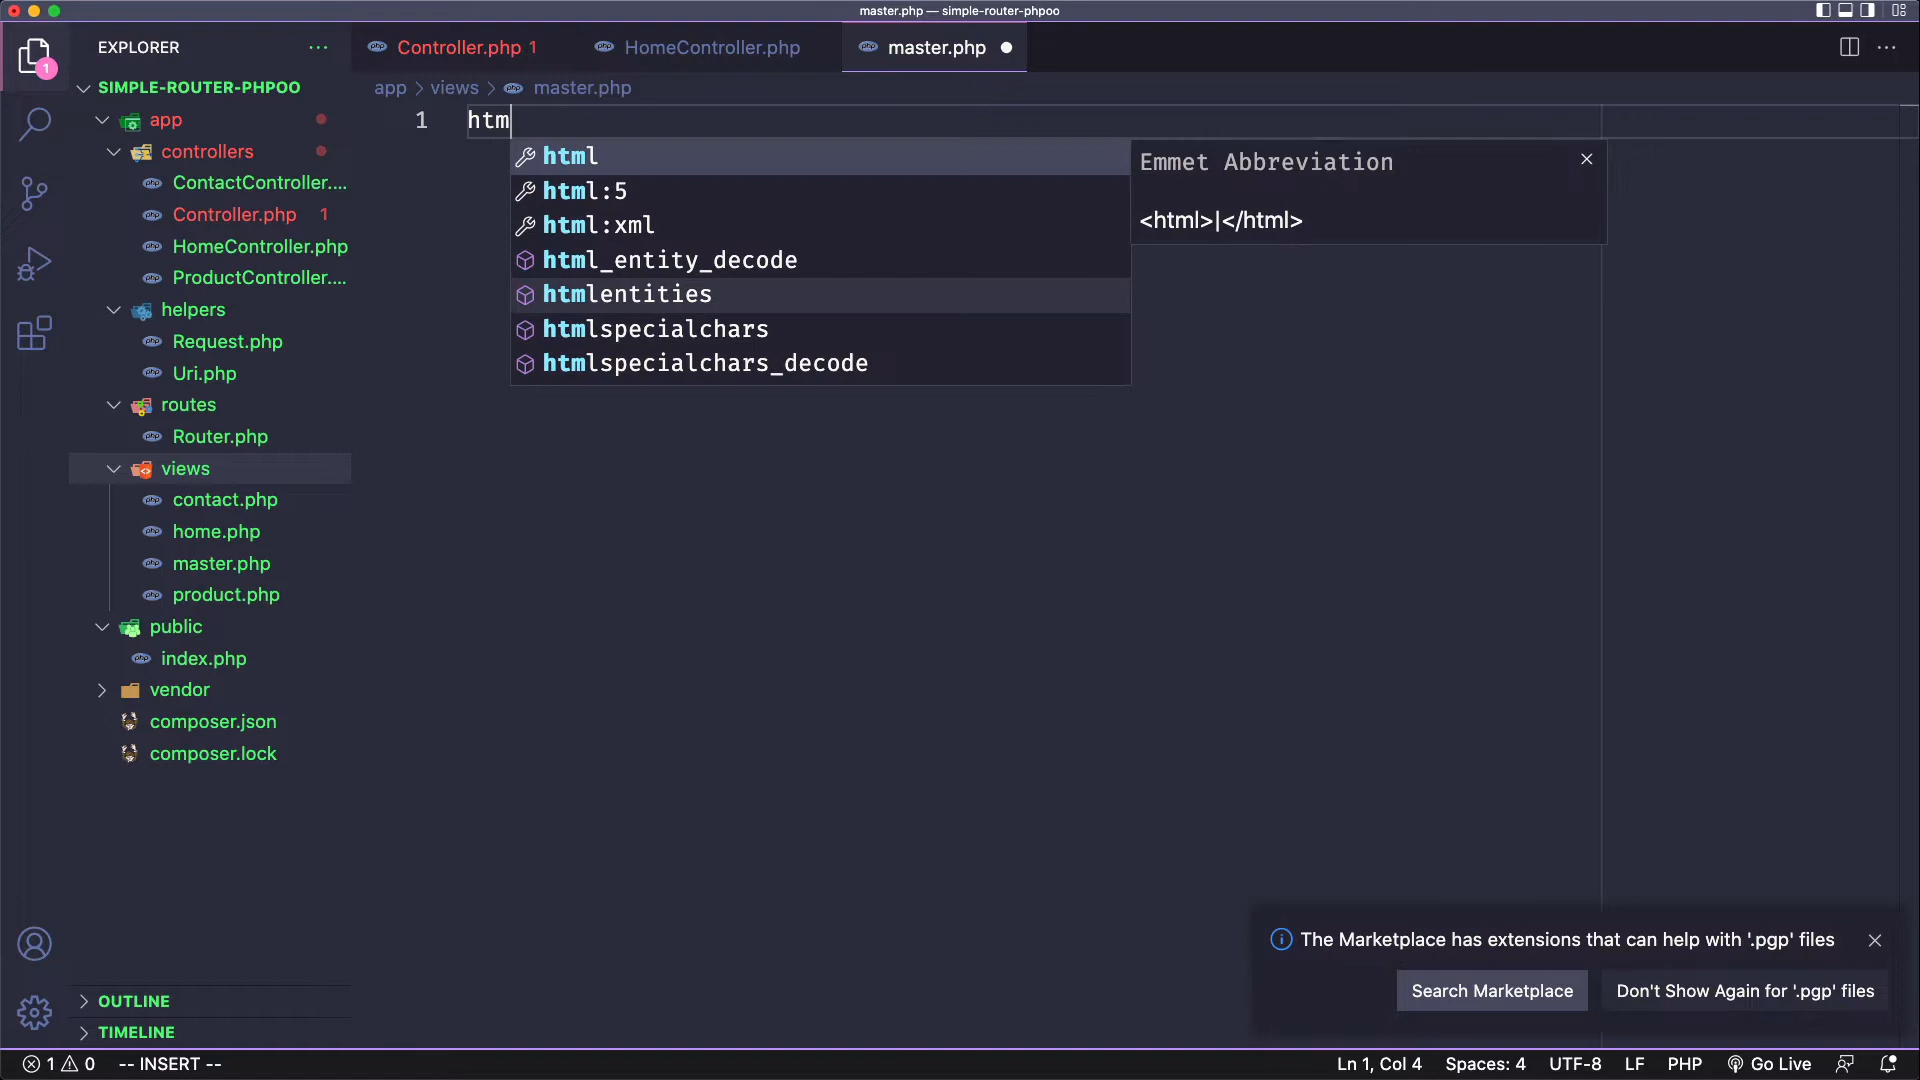 master.php — simple-router-phpoo
EXPLORER
Controller.php 1
HomeController.php
master.php
SIMPLE-ROUTER-PHPOO
app
controllers
ContactController....
Controller.php 1
HomeController.php
ProductController....
helpers
Request.php
Uri.php
routes
Router.php
views
contact.php
home.php
master.php
product.php
public
index.php
vendor
composer.json
composer.lock
OUTLINE
TIMELINE
app > views > master.php
1 htm
html
html:5
html:xml
html_entity_decode
htmlentities
htmlspecialchars
htmlspecialchars_decode
Emmet Abbreviation
<html>|</html>
The Marketplace has extensions that can help with '.pgp' files
Search Marketplace
Don't Show Again for '.pgp' files
1
1 0 -- INSERT --
Ln 1, Col 4 Spaces: 4 UTF-8 LF PHP Go Live